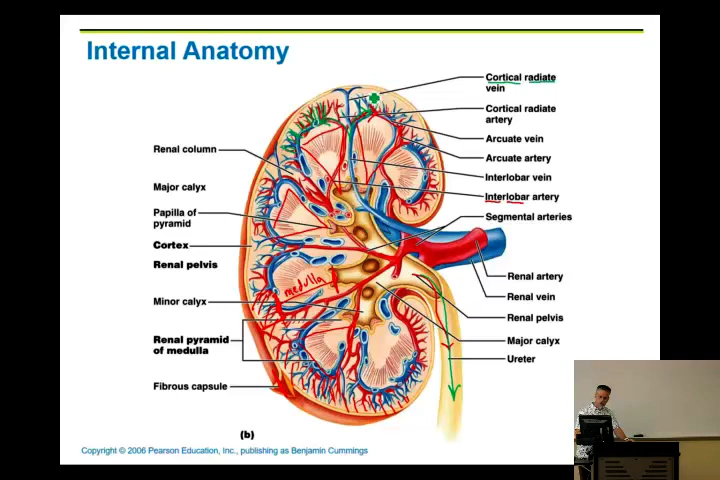 Internal Anatomy
Cortical radiate
vein
Cortical radiate
artery
Arcuate vein
Arcuate artery
Interlobar vein
Interlobar artery
Segmental arteries
Renal artery
Renal vein
Renal pelvis
Major calyx
Ureter
Renal column
Major calyx
Papilla of
pyramid
Cortex
Renal pelvis
medulla
Minor calyx
Renal pyramid
of medulla
Fibrous capsule
(b)
Copyright © 2006 Pearson Education, Inc., publishing as Benjamin Cummings